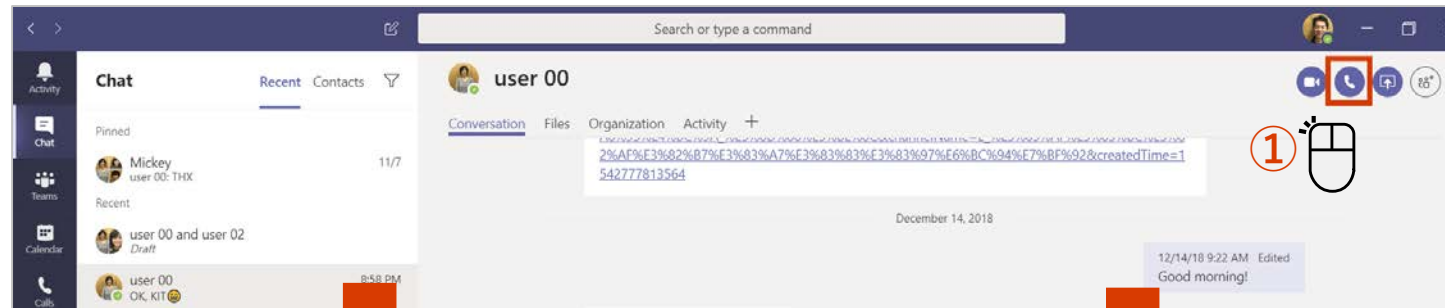 Search or type a command
Activity
Chat
Teams
Calendar
Calls
Chat Recent Contacts
Pinned
Mickey 11/7
user 00: THX
Recent
user 00 and user 02
Draft
user 00 8:58 PM
OK, KIT😄
user 00
Conversation Files Organization Activity +
2%AF%E3%82%B7%E3%83%A7%E3%83%83%E3%83%97%E6%BC%94%E7%BF%92&createdTime=1
542777813564
December 14, 2018
12/14/18 9:22 AM Edited
Good morning!
①